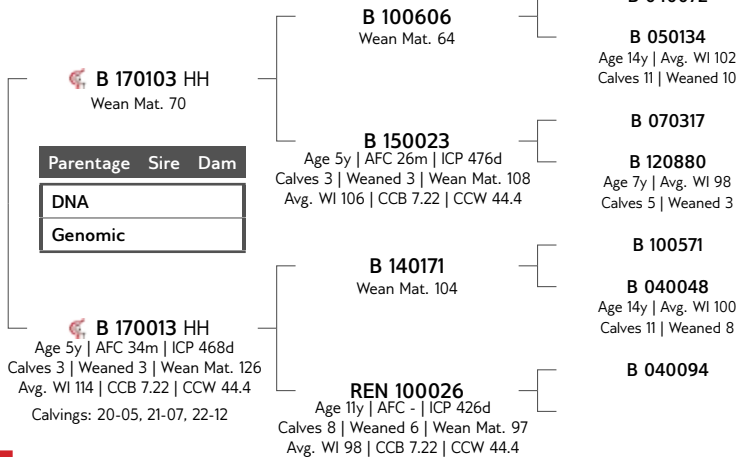 B 100606
Wean Mat. 64
B 050134
Age 14y | Avg. WI 102
Calves 11 | Weaned 10
B 170103 HH
Wean Mat. 70
B 070317
B 150023
Age 5y | AFC 26m | ICP 476d
Calves 3 | Weaned 3 | Wean Mat. 108
Avg. WI 106 | CCB 7.22 | CCW 44.4
B 120880
Age 7y | Avg. WI 98
Calves 5 | Weaned 3
Parentage Sire Dam
DNA
Genomic
B 100571
B 140171
Wean Mat. 104
B 040048
Age 14y | Avg. WI 100
Calves 11 | Weaned 8
B 170013 HH
Age 5y | AFC 34m | ICP 468d
Calves 3 | Weaned 3 | Wean Mat. 126
Avg. WI 114 | CCB 7.22 | CCW 44.4
Calvings: 20-05, 21-07, 22-12
B 040094
REN 100026
Age 11y | AFC - | ICP 426d
Calves 8 | Weaned 6 | Wean Mat. 97
Avg. WI 98 | CCB 7.22 | CCW 44.4